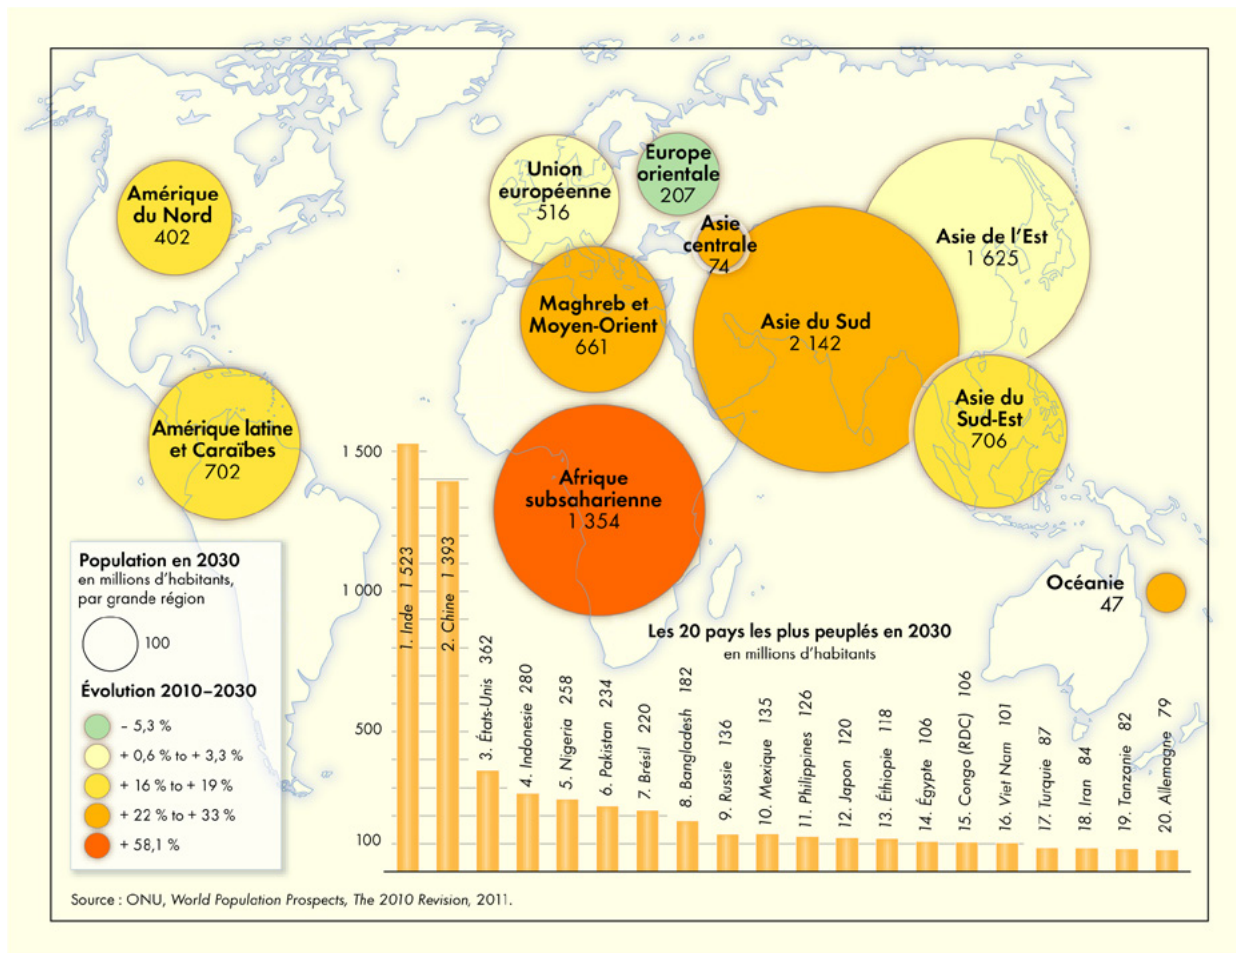 Amérique
du Nord
402
Union
européenne
516
Europe
orientale
207
Asie
centrale
74
Asie de l'Est
1 625
Maghreb et
Moyen-Orient
661
Asie du Sud
2 142
Asie du
Sud-Est
706
Amérique latine
et Caraïbes
702
Afrique
subsaharienne
1 354
Océanie
47
Population en 2030
en millions d'habitants,
par grande région
100
Évolution 2010–2030
– 5,3 %
+ 0,6 % to + 3,3 %
+ 16 % to + 19 %
+ 22 % to + 33 %
+ 58,1 %
Les 20 pays les plus peuplés en 2030
en millions d'habitants
1 500
1 000
500
100
1. Inde 1 523
2. Chine 1 393
3. États-Unis 362
4. Indonesie 280
5. Nigeria 258
6. Pakistan 234
7. Brésil 220
8. Bangladesh 182
9. Russie 136
10. Mexique 135
11. Philippines 126
12. Japon 120
13. Éthiopie 118
14. Égypte 106
15. Congo (RDC) 106
16. Viet Nam 101
17. Turquie 87
18. Iran 84
19. Tanzanie 82
20. Allemagne 79
Source : ONU, World Population Prospects, The 2010 Revision, 2011.